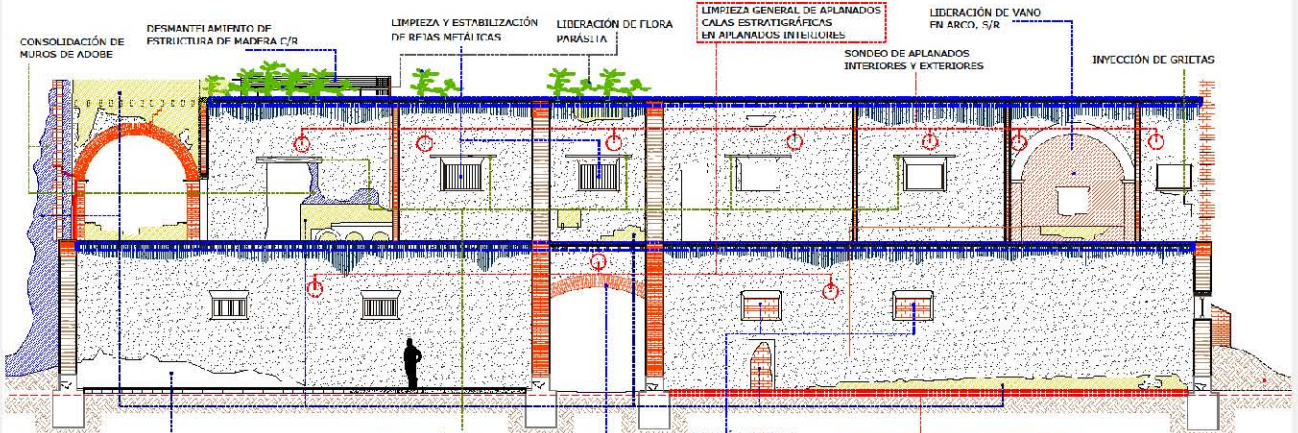 CONSOLIDACIÓN DE
MUROS DE ADOBE
DESMANTELAMIENTO DE
ESTRUCTURA DE MADERA C/R
LIMPIEZA Y ESTABILIZACIÓN
DE REJAS METÁLICAS
LIBERACIÓN DE FLORA
PARÁSITA
LIMPIEZA GENERAL DE APLANADOS
CALAS ESTRATIGRÁFICAS
EN APLANADOS INTERIORES
SONDEO DE APLANADOS
INTERIORES Y EXTERIORES
LIBERACIÓN DE VANO
EN ARCO, S/R
INYECCIÓN DE GRIETAS